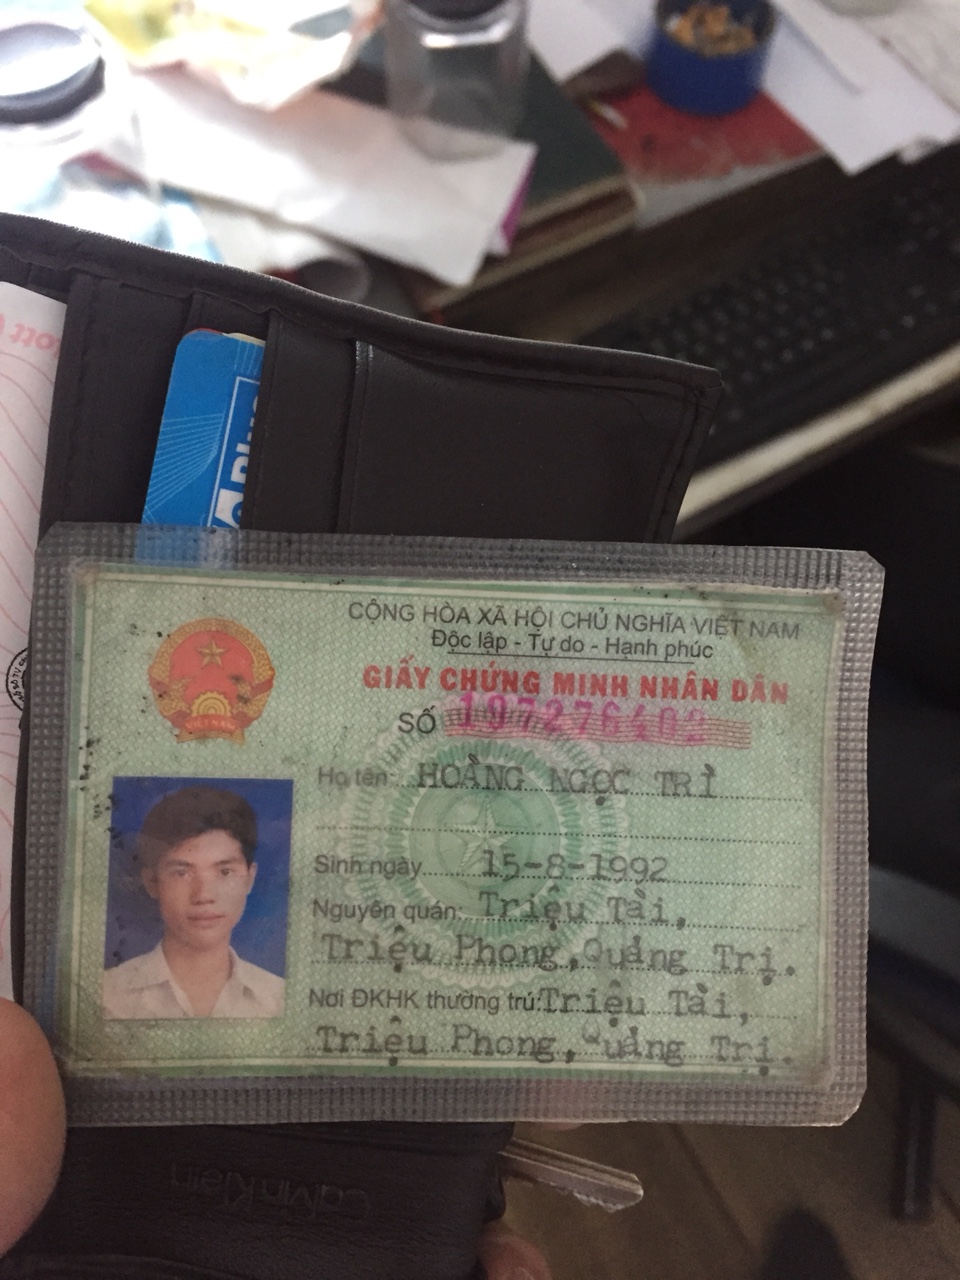 CỘNG HÒA XÃ HỘI CHỦ NGHĨA VIỆT NAM
Độc lập - Tự do - Hạnh phúc
GIẤY CHỨNG MINH NHÂN DÂN
SỐ 197276402
Họ tên: HOÀNG NGỌC TRÌ
Sinh ngày 15-8-1992
Nguyên quán: Triệu Tài,
Triệu Phong, Quảng Trị.
Nơi ĐKHK thường trú: Triệu Tài,
Triệu Phong, Quảng Trị.
VIỆT NAM
Calvin Klein